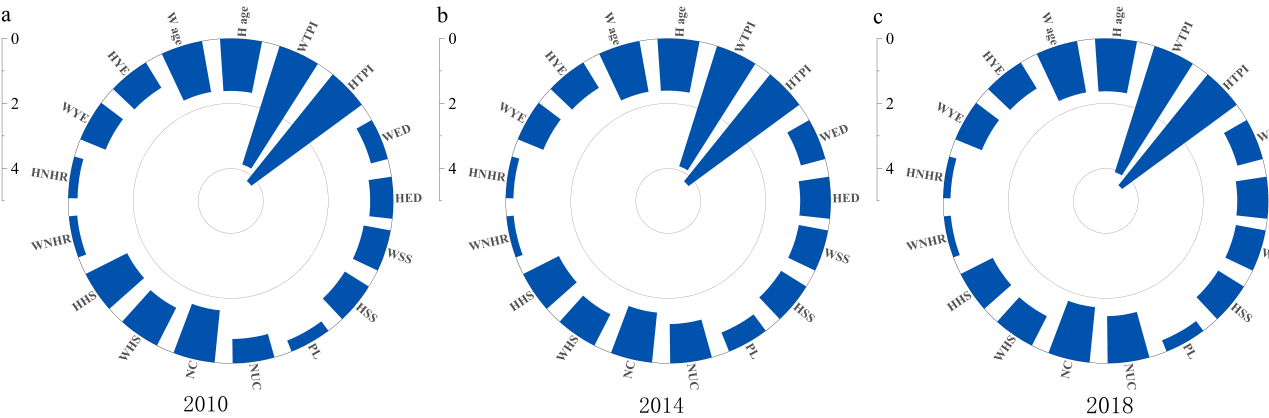 a
0
2
4
H age
WTPI
HTPI
WED
HED
WSS
HSS
PL
NUC
NC
WHS
HHS
WNHR
HNHR
WYE
HYE
W age
2010
b
0
2
4
H age
WTPI
HTPI
WED
HED
WSS
HSS
PL
NUC
NC
WHS
HHS
WNHR
HNHR
WYE
HYE
W age
2014
c
0
2
4
H age
WTPI
HTPI
W
W
HSS
PL
NUC
NC
WHS
HHS
WNHR
HNHR
WYE
HYE
W age
2018